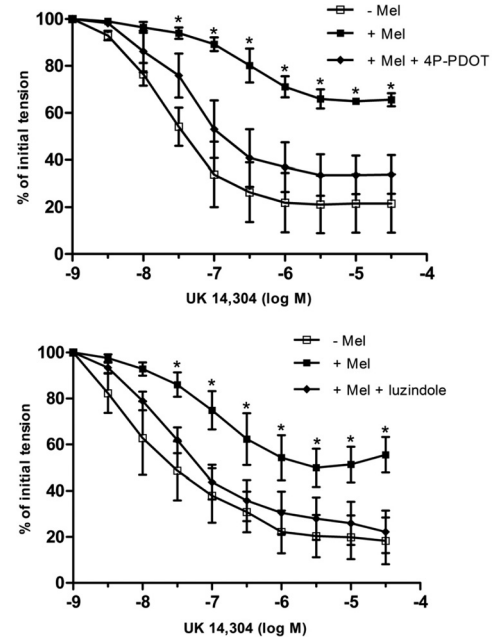 - Mel
+ Mel
+ Mel + 4P-PDOT
100
80
60
40
20
0
% of initial tension
* * * * * * *
-9 -8 -7 -6 -5 -4
UK 14,304 (log M)
- Mel
+ Mel
+ Mel + luzindole
100
80
60
40
20
0
% of initial tension
* * * * * * *
-9 -8 -7 -6 -5 -4
UK 14,304 (log M)